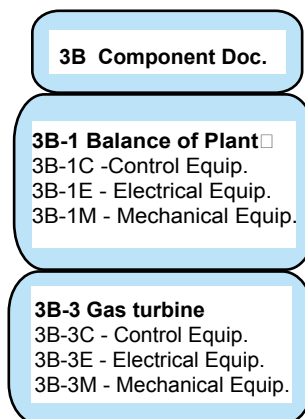 3B Component Doc.
3B-1 Balance of Plant□
3B-1C -Control Equip.
3B-1E - Electrical Equip.
3B-1M - Mechanical Equip.
3B-3 Gas turbine
3B-3C - Control Equip.
3B-3E - Electrical Equip.
3B-3M - Mechanical Equip.